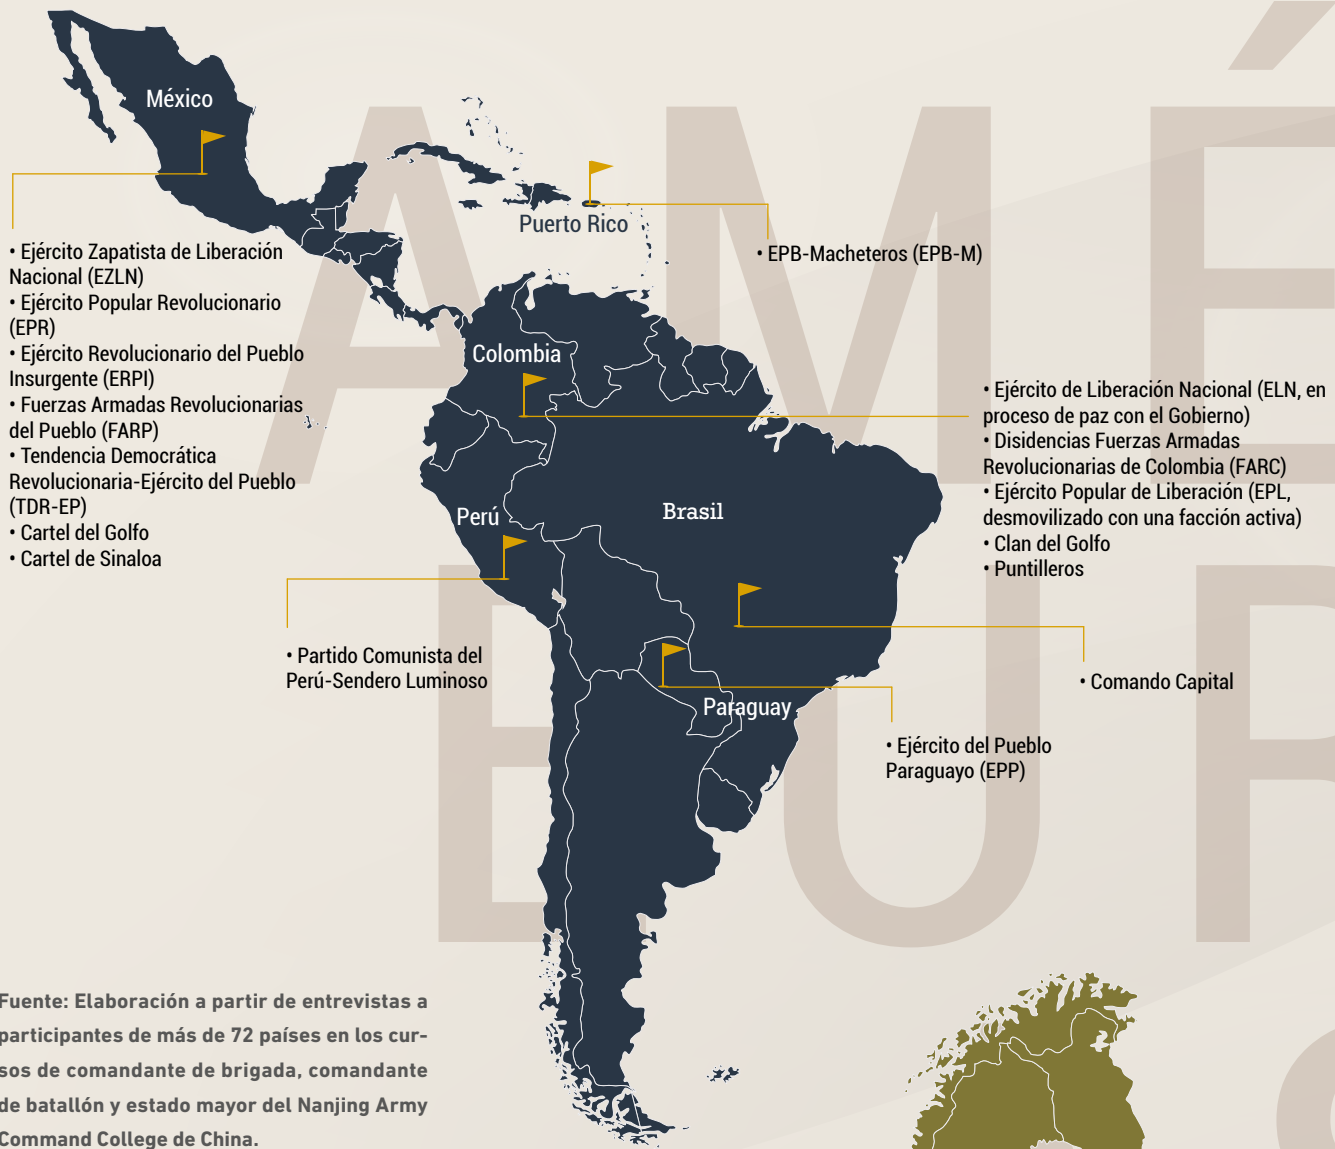 AMÉ
EUR
México
• Ejército Zapatista de Liberación
Nacional (EZLN)
• Ejército Popular Revolucionario
(EPR)
• Ejército Revolucionario del Pueblo
Insurgente (ERPI)
• Fuerzas Armadas Revolucionarias
del Pueblo (FARP)
• Tendencia Democrática
Revolucionaria-Ejército del Pueblo
(TDR-EP)
• Cartel del Golfo
• Cartel de Sinaloa
Puerto Rico
• EPB-Macheteros (EPB-M)
Colombia
• Ejército de Liberación Nacional (ELN, en
proceso de paz con el Gobierno)
• Disidencias Fuerzas Armadas
Revolucionarias de Colombia (FARC)
• Ejército Popular de Liberación (EPL,
desmovilizado con una facción activa)
• Clan del Golfo
• Puntilleros
Perú
• Partido Comunista del
Perú-Sendero Luminoso
Brasil
• Comando Capital
Paraguay
• Ejército del Pueblo
Paraguayo (EPP)
Fuente: Elaboración a partir de entrevistas a
participantes de más de 72 países en los cur-
sos de comandante de brigada, comandante
de batallón y estado mayor del Nanjing Army
Command College de China.